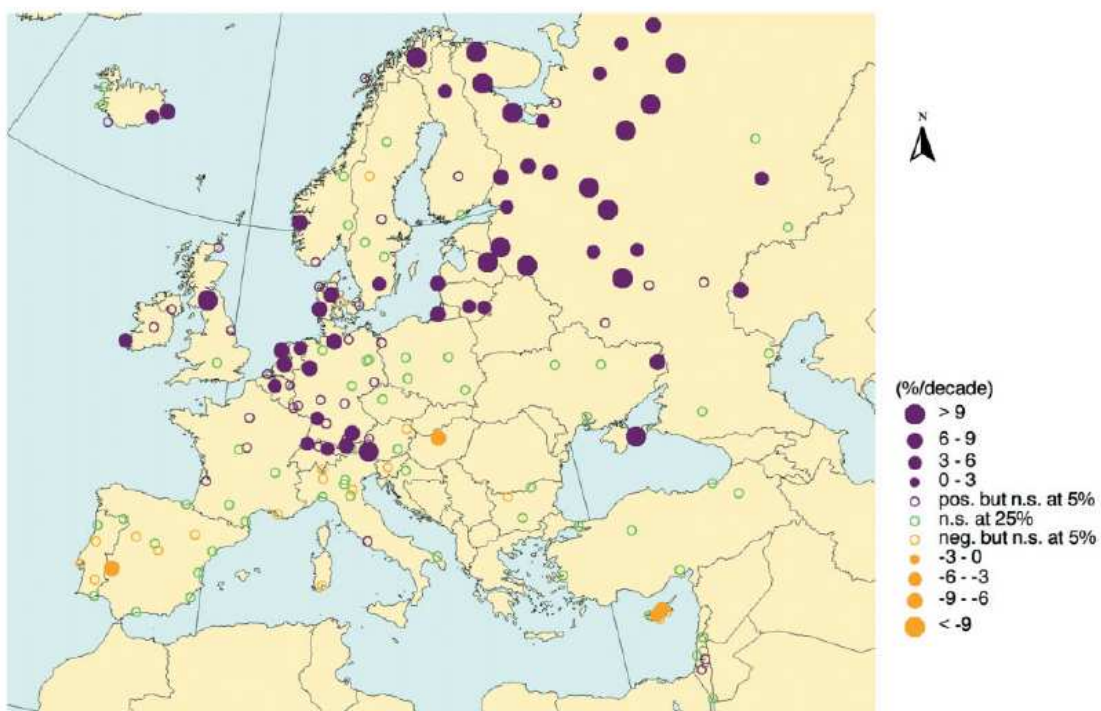 N
(%/decade)
> 9
6 - 9
3 - 6
0 - 3
pos. but n.s. at 5%
n.s. at 25%
neg. but n.s. at 5%
-3 - 0
-6 - -3
-9 - -6
< -9